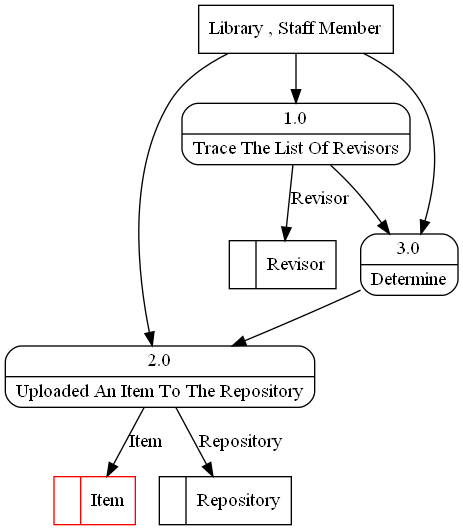 Library , Staff Member
1.0
Trace The List Of Revisors
Revisor
Revisor
3.0
Determine
2.0
Uploaded An Item To The Repository
Item
Repository
Item
Repository